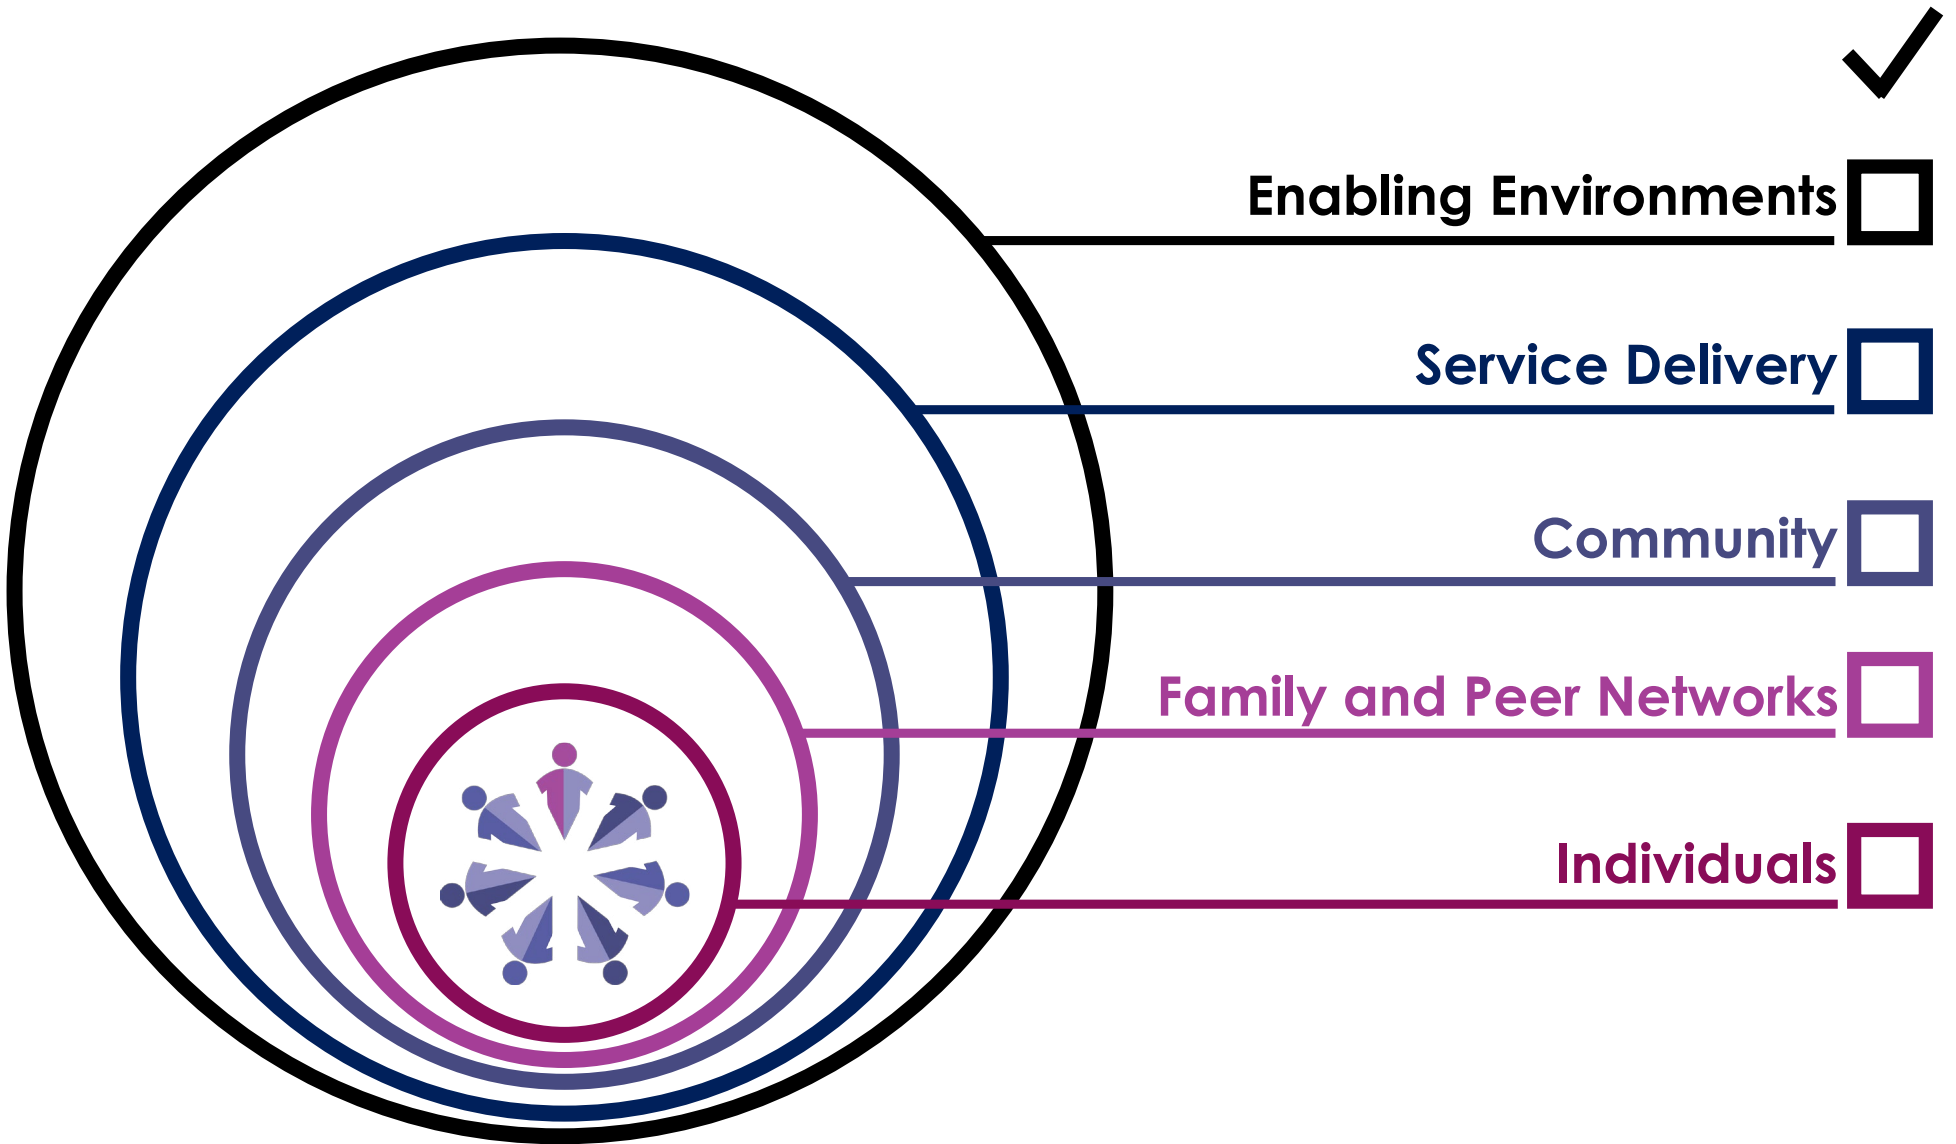 Enabling Environments
Service Delivery
Community
Family and Peer Networks
Individuals